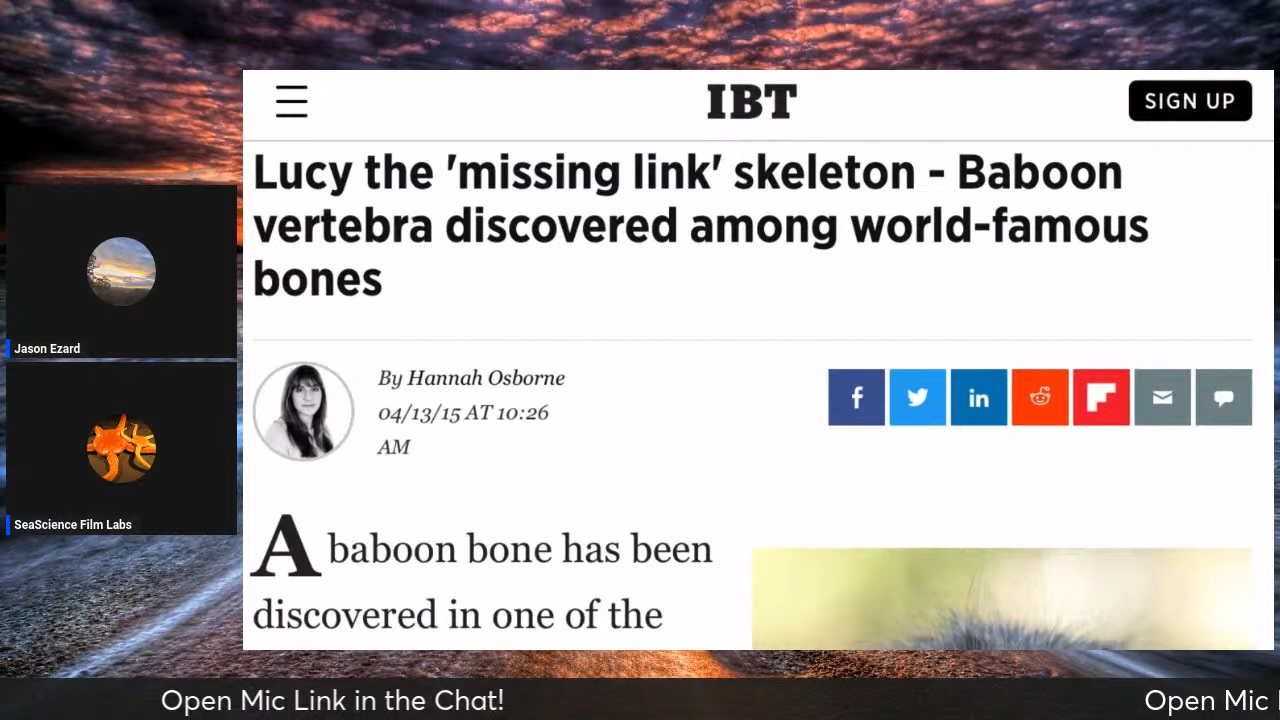 IBT
SIGN UP
Lucy the 'missing link' skeleton - Baboon
vertebra discovered among world-famous
bones
By Hannah Osborne
04/13/15 AT 10:26
AM
A baboon bone has been
discovered in one of the
Jason Ezard
SeaScience Film Labs
Open Mic Link in the Chat!
Open Mic